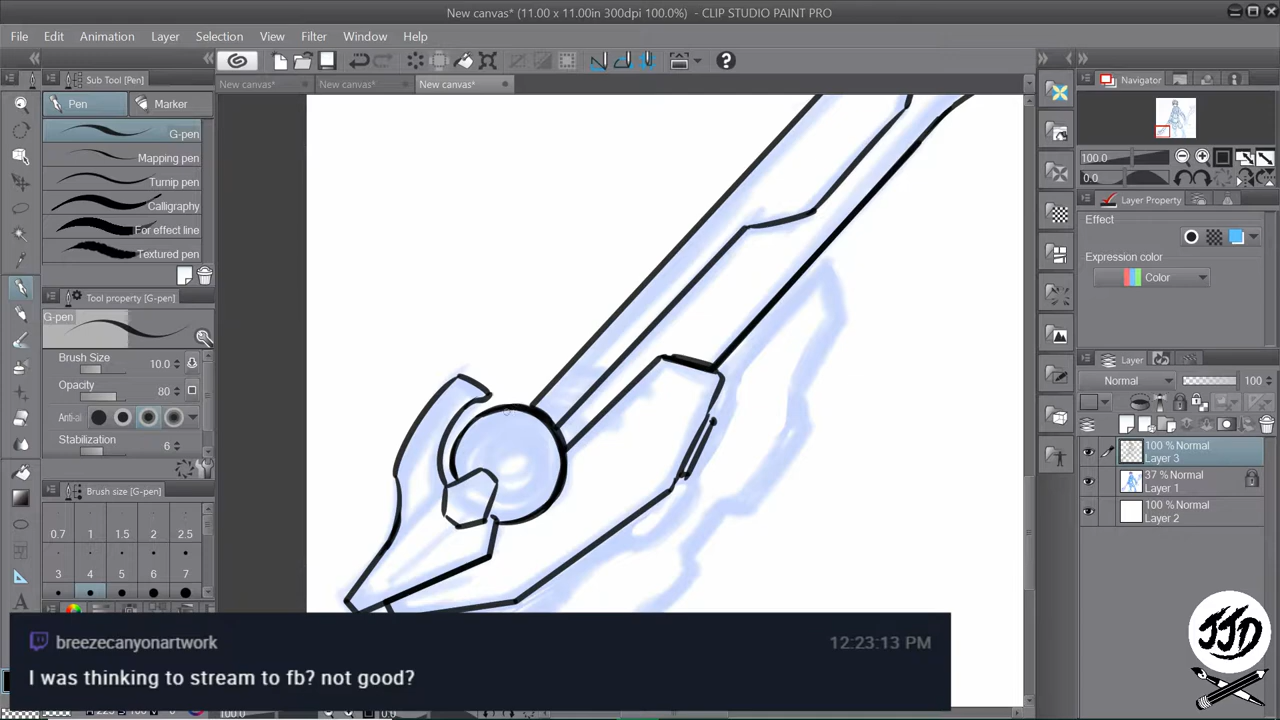 New canvas* (11.00 x 11.00in 300dpi 100.0%) - CLIP STUDIO PAINT PRO
File Edit Animation Layer Selection View Filter Window Help
Sub Tool [Pen]
New canvas* New canvas* New canvas*
Navigator
Pen Marker
G-pen
Mapping pen
Turnip pen
Calligraphy
For effect line
Textured pen
100.0
0.0
Layer Property
Effect
Expression color
Color
Tool property [G-pen]
G-pen
Brush Size 10.0
Opacity 80
Anti-al
Stabilization 6
Layer
Normal 100
100 % Normal
Layer 3
37 % Normal
Layer 1
100 % Normal
Layer 2
Brush size [G-pen]
0.7 1 1.5 2 2.5
3 4 5 6 7
breezecanyonartwork 12:23:13 PM
I was thinking to stream to fb? not good?
JJD
100.0